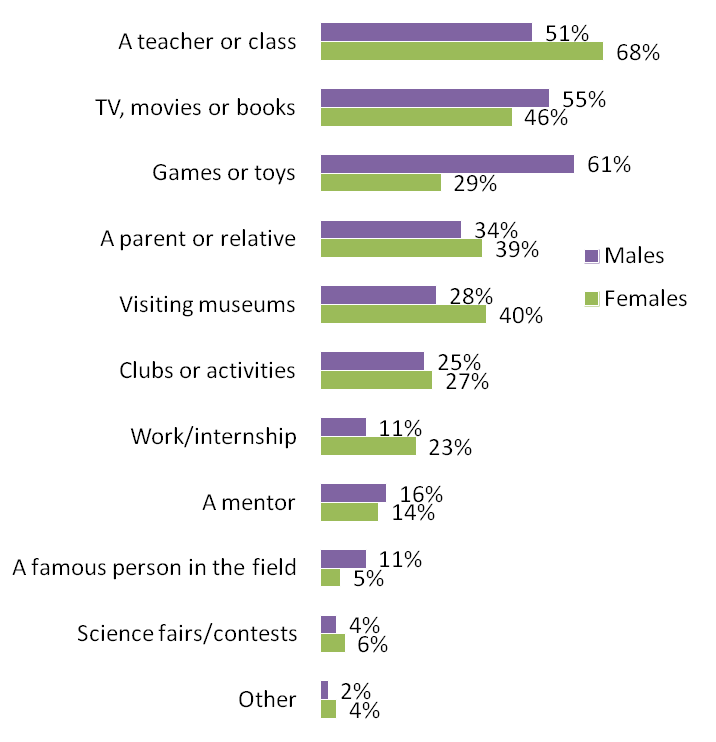 A teacher or class
51%
68%
TV, movies or books
55%
46%
Games or toys
61%
29%
A parent or relative
34%
39%
Males
Visiting museums
28%
40%
Females
Clubs or activities
25%
27%
Work/internship
11%
23%
A mentor
16%
14%
A famous person in the field
11%
5%
Science fairs/contests
4%
6%
Other
2%
4%